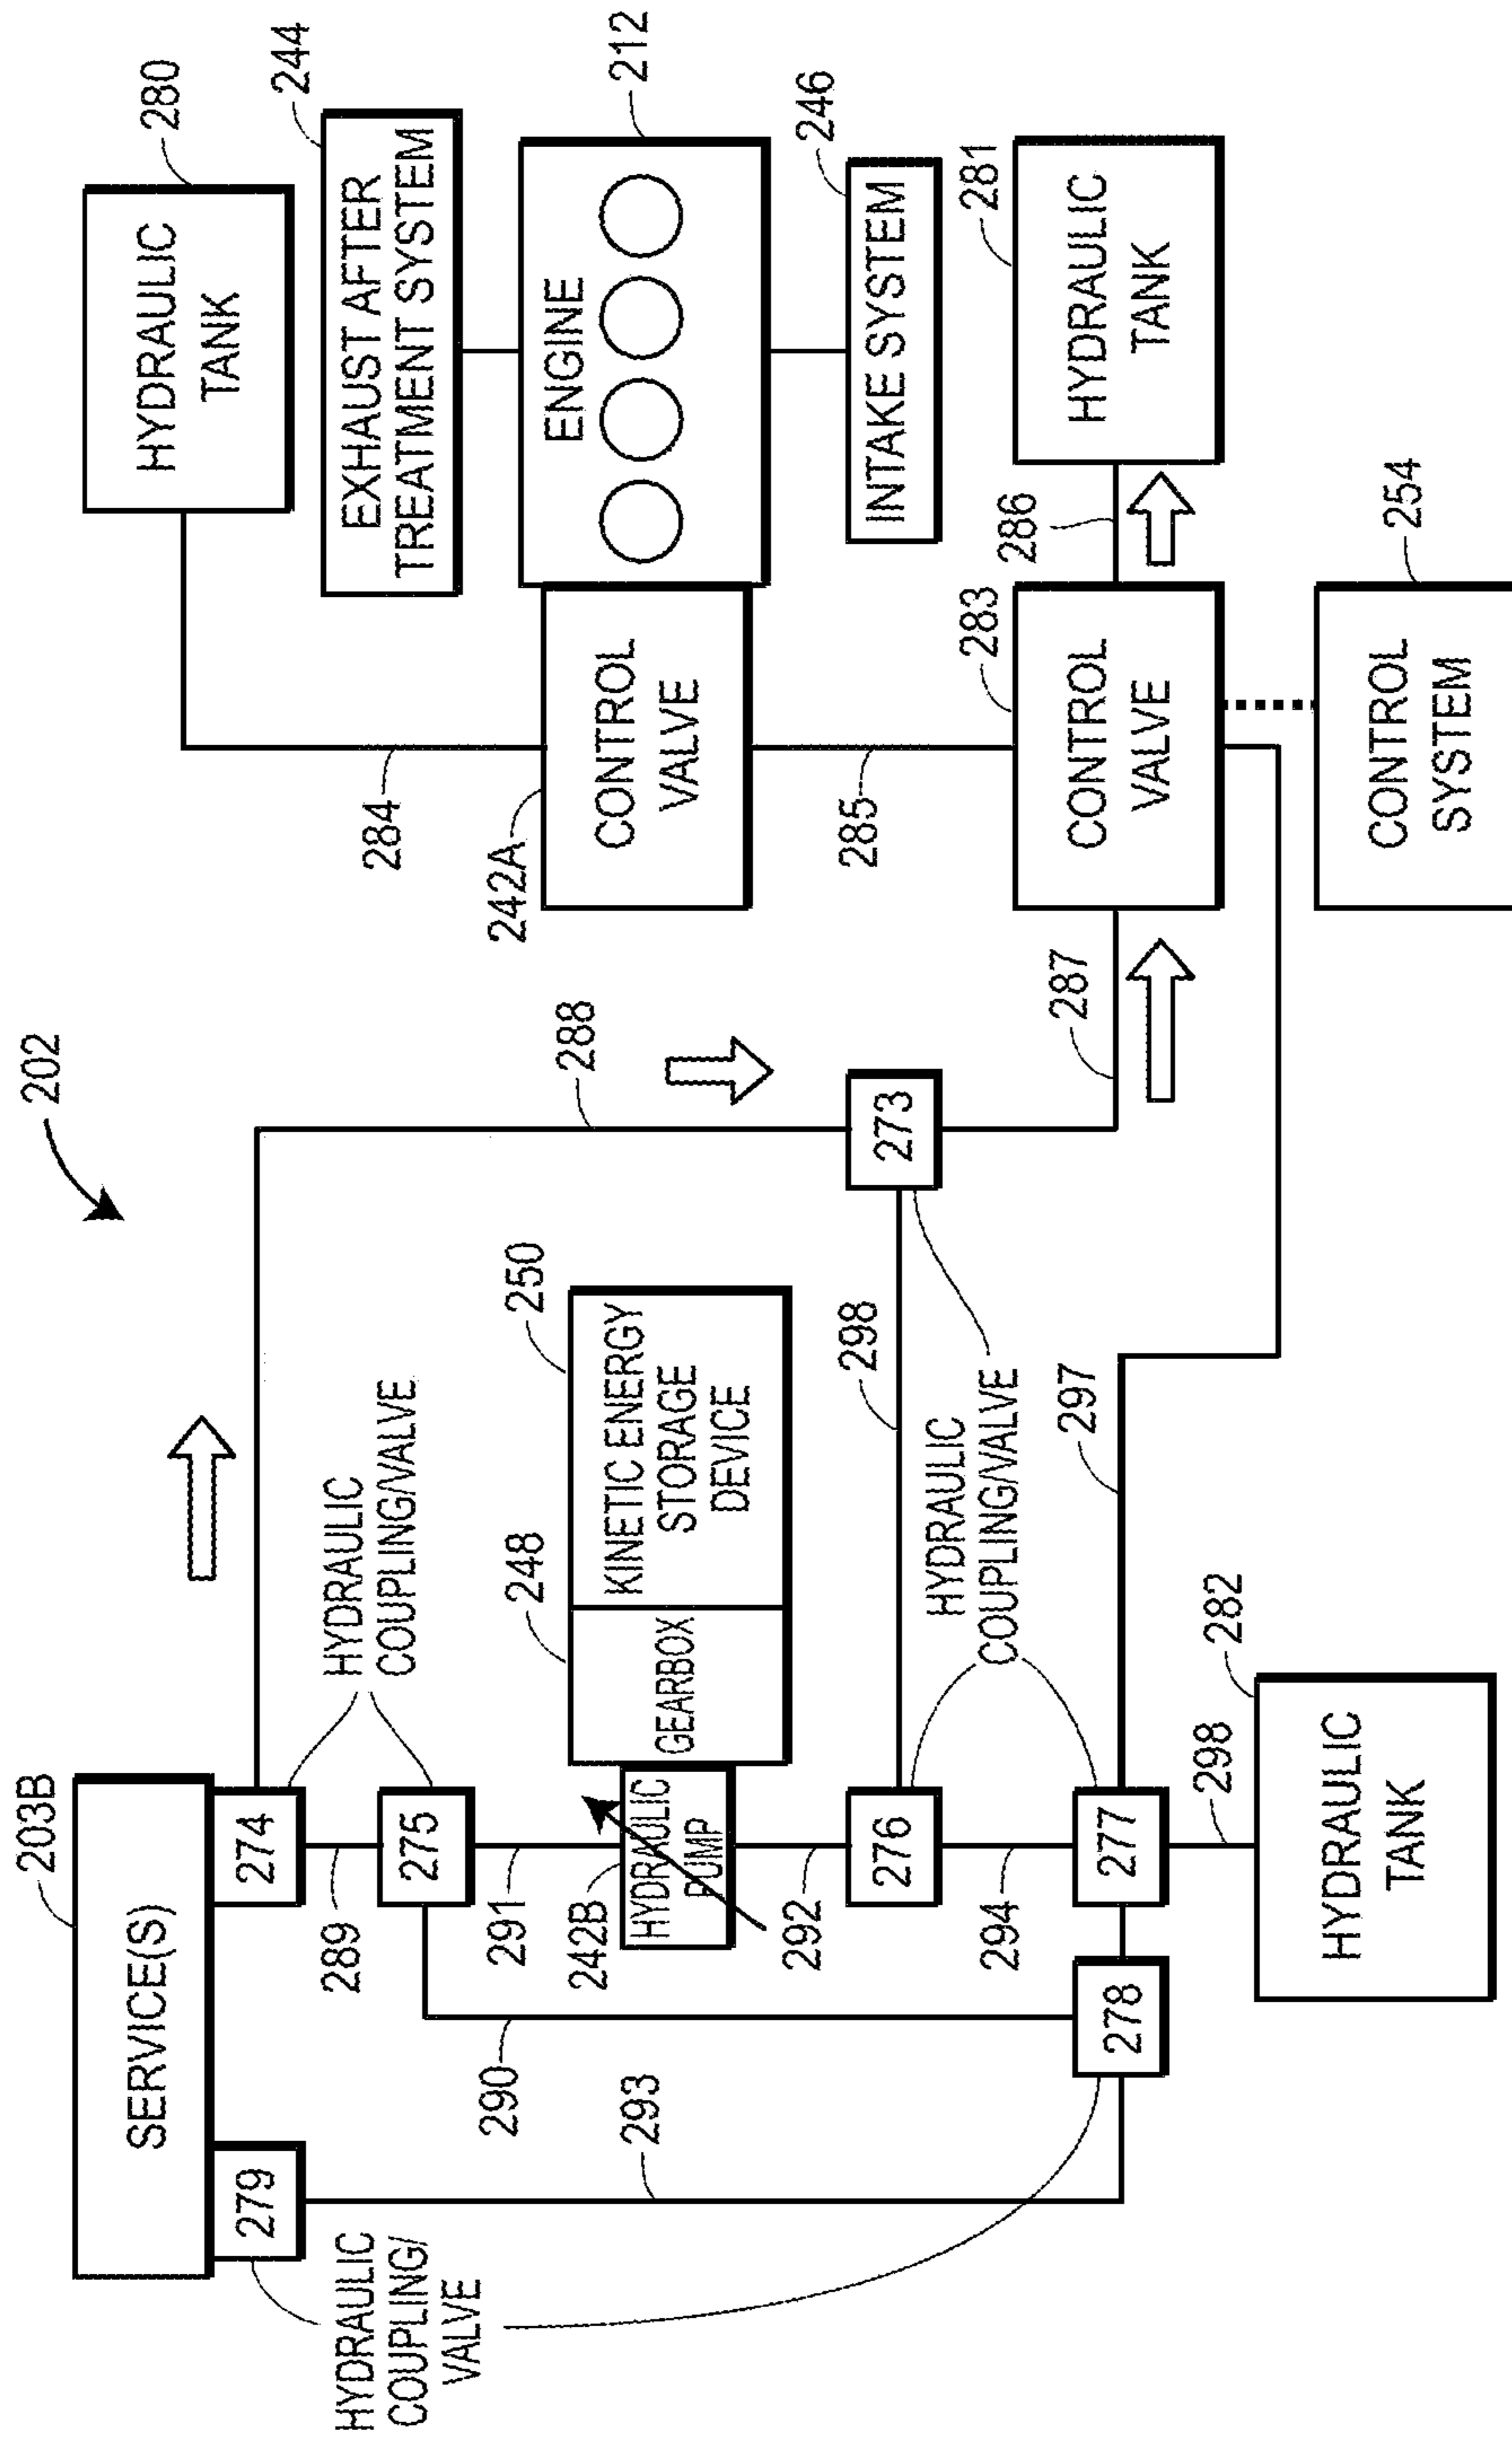 202
203B
SERVICE(S)
279
274
HYDRAULIC
COUPLING/
VALVE
289
HYDRAULIC
COUPLING/VALVE
275
290
293
291
242B
HYDRAULIC
PUMP
248
GEARBOX
250
KINETIC ENERGY
STORAGE
DEVICE
288
292
276
298
273
HYDRAULIC
COUPLING/VALVE
294
278
277
297
287
298
282
HYDRAULIC
TANK
280
HYDRAULIC
TANK
284
244
EXHAUST AFTER
TREATMENT SYSTEM
242A
CONTROL
VALVE
ENGINE
212
246
INTAKE SYSTEM
285
283
CONTROL
VALVE
286
281
HYDRAULIC
TANK
254
CONTROL
SYSTEM